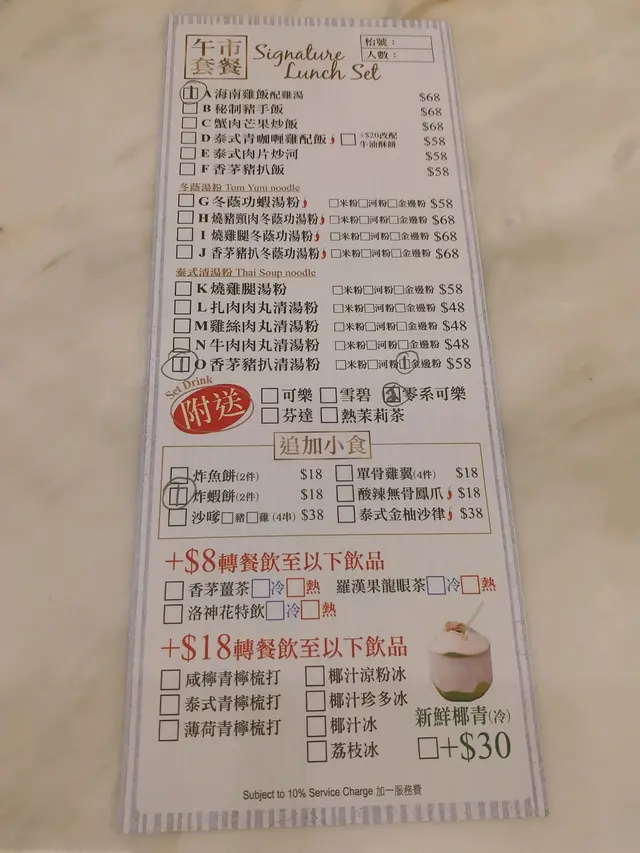 午市 Signature 枱號：
套餐 Lunch Set 人數：
A 海南雞飯配雞湯 $68
B 秘制豬手飯 $68
C 蟹肉芒果炒飯 $68
D 泰式青咖喱雞配飯 +$20改配牛油酥餅 $58
E 泰式肉片炒河 $58
F 香茅豬扒飯 $58
冬蔭湯粉 Tom Yum noodle
G 冬蔭功蝦湯粉 米粉 河粉 金邊粉 $58
H 燒豬頸肉冬蔭功湯粉 米粉 河粉 金邊粉 $68
I 燒雞腿冬蔭功湯粉 米粉 河粉 金邊粉 $68
J 香茅豬扒冬蔭功湯粉 米粉 河粉 金邊粉 $68
泰式清湯粉 Thai Soup noodle
K 燒雞腿湯粉 米粉 河粉 金邊粉 $58
L 扎肉肉丸清湯粉 米粉 河粉 金邊粉 $48
M 雞絲肉丸清湯粉 米粉 河粉 金邊粉 $48
N 牛肉肉丸清湯粉 米粉 河粉 金邊粉 $48
O 香茅豬扒清湯粉 米粉 河粉 金邊粉 $58
Set Drink
附送 可樂 雪碧 零系可樂
芬達 熱茉莉茶
追加小食
炸魚餅(2件) $18 單骨雞翼(4件) $18
炸蝦餅(2件) $18 酸辣無骨鳳爪 $18
沙嗲 豬 雞 (4串) $38 泰式金柚沙律 $38
+$8轉餐飲至以下飲品
香茅薑茶 冷 熱 羅漢果龍眼茶 冷 熱
洛神花特飲 冷 熱
+$18轉餐飲至以下飲品
咸檸青檸梳打 椰汁涼粉冰
泰式青檸梳打 椰汁珍多冰
薄荷青檸梳打 椰汁冰
荔枝冰
新鮮椰青(冷)
+$30
Subject to 10% Service Charge 加一服務費